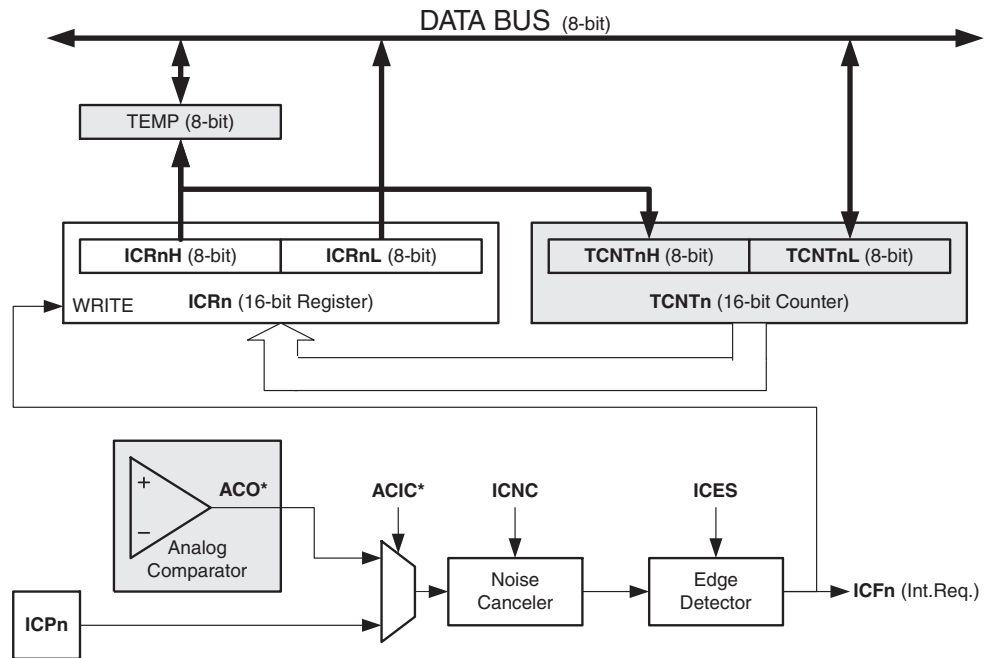 DATA BUS (8-bit)
TEMP (8-bit)
ICRnH (8-bit) ICRnL (8-bit) TCNTnH (8-bit) TCNTnL (8-bit)
WRITE ICRn (16-bit Register) TCNTn (16-bit Counter)
+ ACO* ACIC* ICNC ICES
−
Analog
Comparator
Noise
Canceler
Edge
Detector
ICFn (Int.Req.)
ICPn